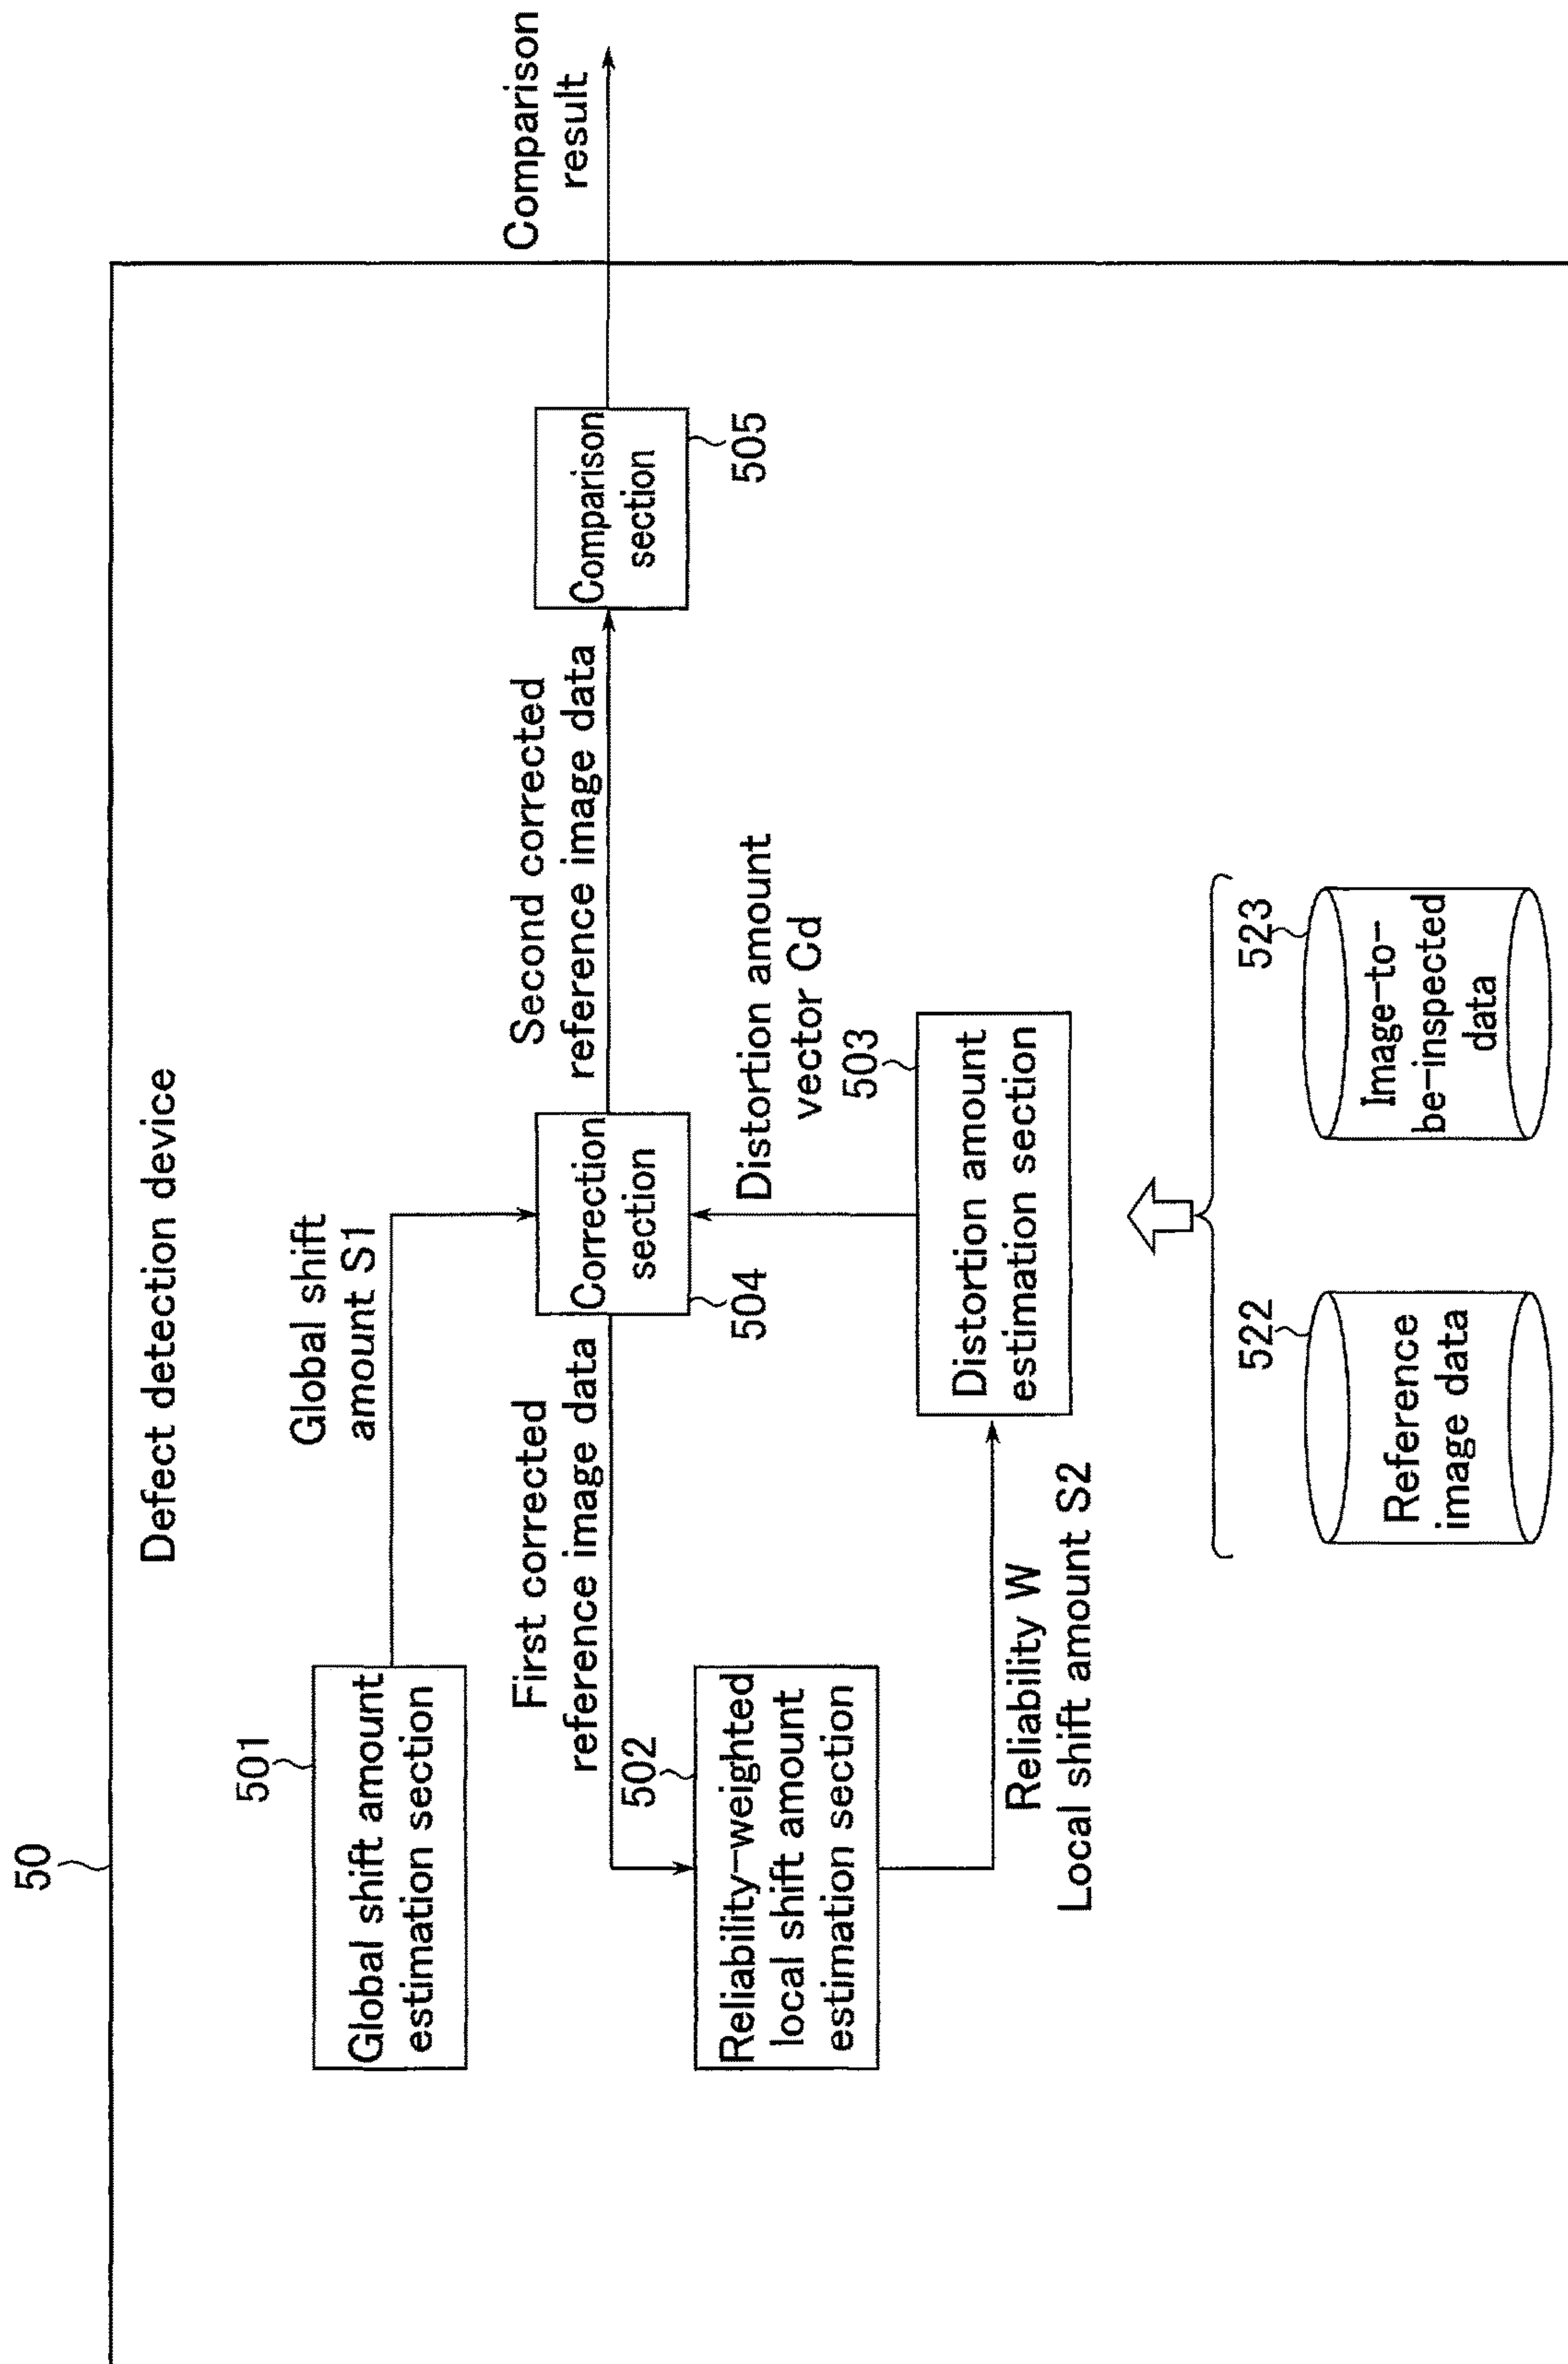 50
Defect detection device
501
Global shift amount
estimation section
Global shift
amount S1
First corrected
reference image data
502
Reliability-weighted
local shift amount
estimation section
Reliability W
Local shift amount S2
Correction
section
504
Distortion amount
vector Cd
503
Distortion amount
estimation section
Second corrected
reference image data
Comparison
section
505
Comparison
result
522
Reference
image data
523
Image-to-
be-inspected
data